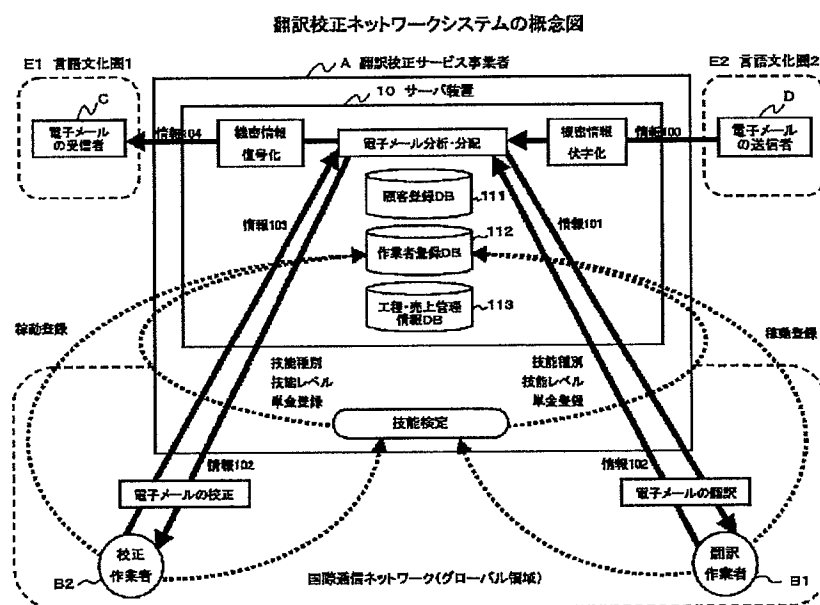 翻訳校正ネットワークシステムの概念図
E1 言語文化圏1
A 翻訳校正サービス事業者
E2 言語文化圏2
10 サーバ装置
C
D
電子メール
の受信者
情報104
機密情報
信号化
電子メール分析・分配
機密情報
伏字化
情報100
電子メール
の送信者
顧客登録DB
111
情報103
情報101
112
作業者登録DB
工程・売上管理
情報DB
113
稼動登録
稼動登録
技能種別
技能レベル
単金登録
技能種別
技能レベル
単金登録
技能検定
情報102
情報102
電子メールの校正
電子メールの翻訳
校正
作業者
B2
国際通信ネットワーク(グローバル領域)
翻訳
作業者
B1